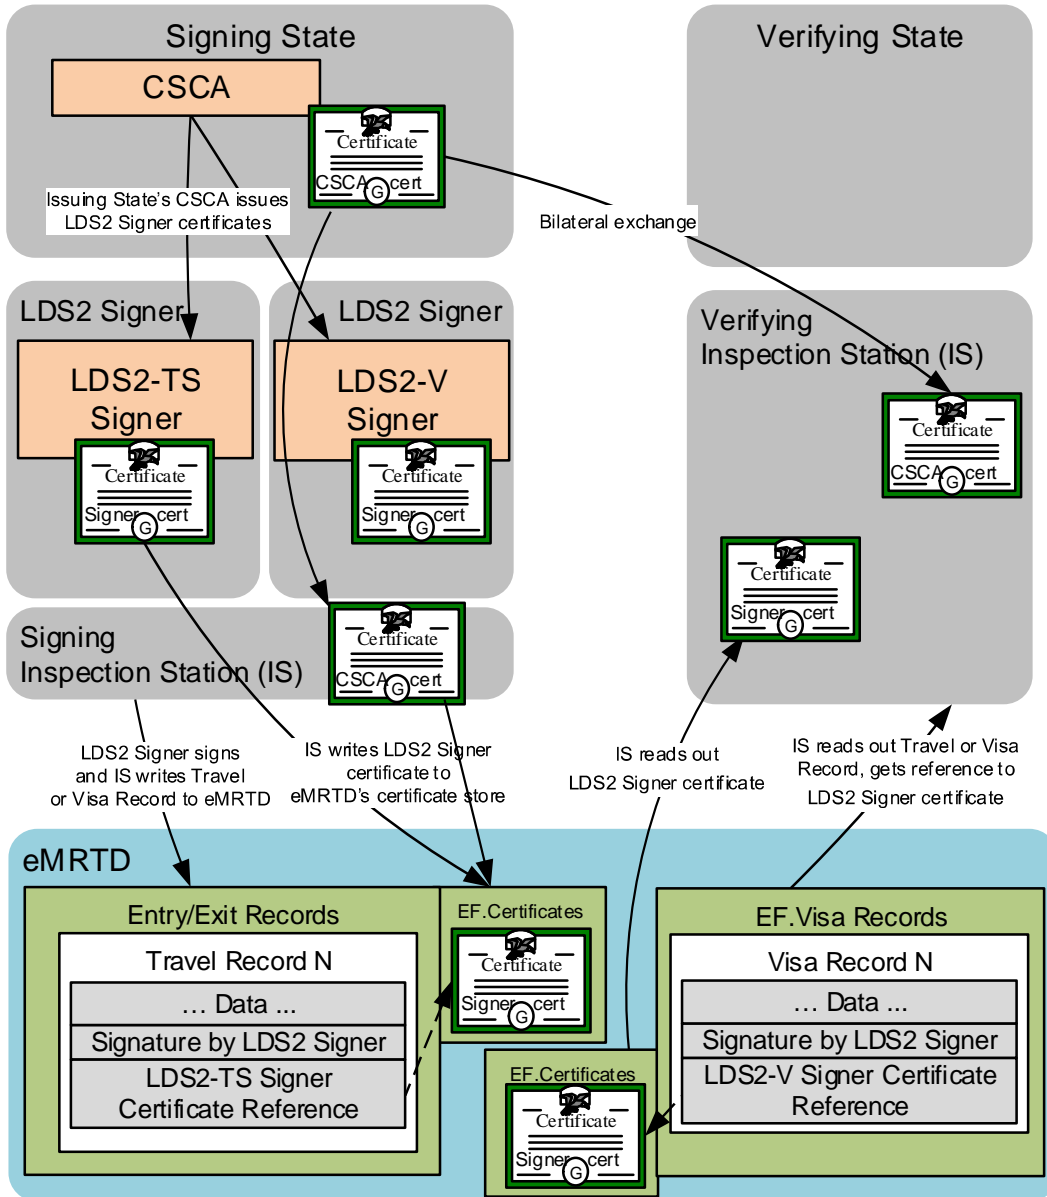 Signing State
CSCA
Certificate
CSCA cert
G
Issuing State's CSCA issues
LDS2 Signer certificates
Bilateral exchange
Verifying State
LDS2 Signer
LDS2-TS
Signer
Certificate
Signer cert
G
LDS2 Signer
LDS2-V
Signer
Certificate
Signer cert
G
Verifying
Inspection Station (IS)
Certificate
CSCA cert
G
Certificate
Signer cert
G
Signing
Inspection Station (IS)
Certificate
CSCA cert
G
LDS2 Signer signs
and IS writes Travel
or Visa Record to eMRTD
IS writes LDS2 Signer
certificate to
eMRTD's certificate store
IS reads out
LDS2 Signer certificate
IS reads out Travel or Visa
Record, gets reference to
LDS2 Signer certificate
eMRTD
Entry/Exit Records
Travel Record N
… Data ...
Signature by LDS2 Signer
LDS2-TS Signer
Certificate Reference
EF.Certificates
Certificate
Signer cert
G
EF.Certificates
Certificate
Signer cert
G
EF.Visa Records
Visa Record N
… Data ...
Signature by LDS2 Signer
LDS2-V Signer Certificate
Reference